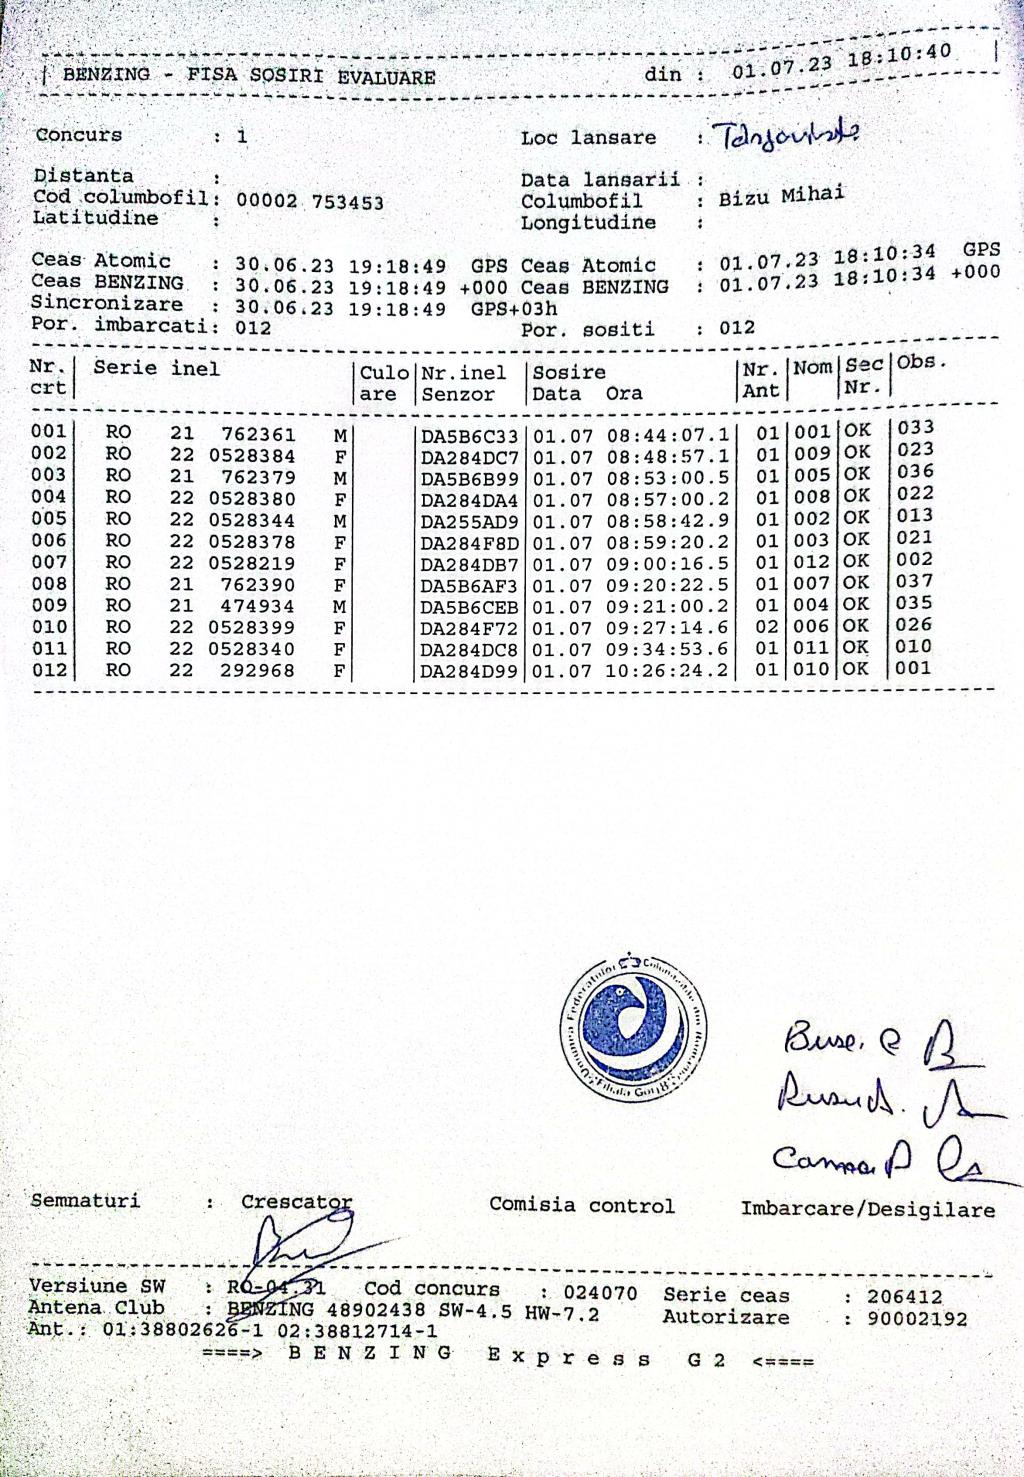 BENZING - FISA SOSIRI EVALUARE din : 01.07.23 18:10:40
Concurs : 1 Loc lansare :
Distanta : Data lansarii :
Cod columbofil: 00002 753453 Columbofil : Bizu Mihai
Latitudine : Longitudine :
Ceas Atomic : 30.06.23 19:18:49 GPS Ceas Atomic : 01.07.23 18:10:34 GPS
Ceas BENZING : 30.06.23 19:18:49 +000 Ceas BENZING : 01.07.23 18:10:34 +000
Sincronizare : 30.06.23 19:18:49 GPS+03h
Por. imbarcati: 012 Por. sositi : 012
Nr. Serie inel Culo Nr.inel Sosire Nr. Nom Sec Obs.
crt are Senzor Data Ora Ant Nr.
001 RO 21 762361 M DA5B6C33 01.07 08:44:07.1 01 001 OK 033
002 RO 22 0528384 F DA284DC7 01.07 08:48:57.1 01 009 OK 023
003 RO 21 762379 M DA5B6B99 01.07 08:53:00.5 01 005 OK 036
004 RO 22 0528380 F DA284DA4 01.07 08:57:00.2 01 008 OK 022
005 RO 22 0528344 M DA255AD9 01.07 08:58:42.9 01 002 OK 013
006 RO 22 0528378 F DA284F8D 01.07 08:59:20.2 01 003 OK 021
007 RO 22 0528219 F DA284DB7 01.07 09:00:16.5 01 012 OK 002
008 RO 21 762390 F DA5B6AF3 01.07 09:20:22.5 01 007 OK 037
009 RO 21 474934 M DA5B6CEB 01.07 09:21:00.2 01 004 OK 035
010 RO 22 0528399 F DA284F72 01.07 09:27:14.6 02 006 OK 026
011 RO 22 0528340 F DA284DC8 01.07 09:34:53.6 01 011 OK 010
012 RO 22 292968 F DA284D99 01.07 10:26:24.2 01 010 OK 001
Filiala Gorj
Semnaturi : Crescator Comisia control Imbarcare/Desigilare
Versiune SW : RO-04.31 Cod concurs : 024070 Serie ceas : 206412
Antena Club : BENZING 48902438 SW-4.5 HW-7.2 Autorizare : 90002192
Ant.: 01:38802626-1 02:38812714-1
====> B E N Z I N G E x p r e s s G 2 <====